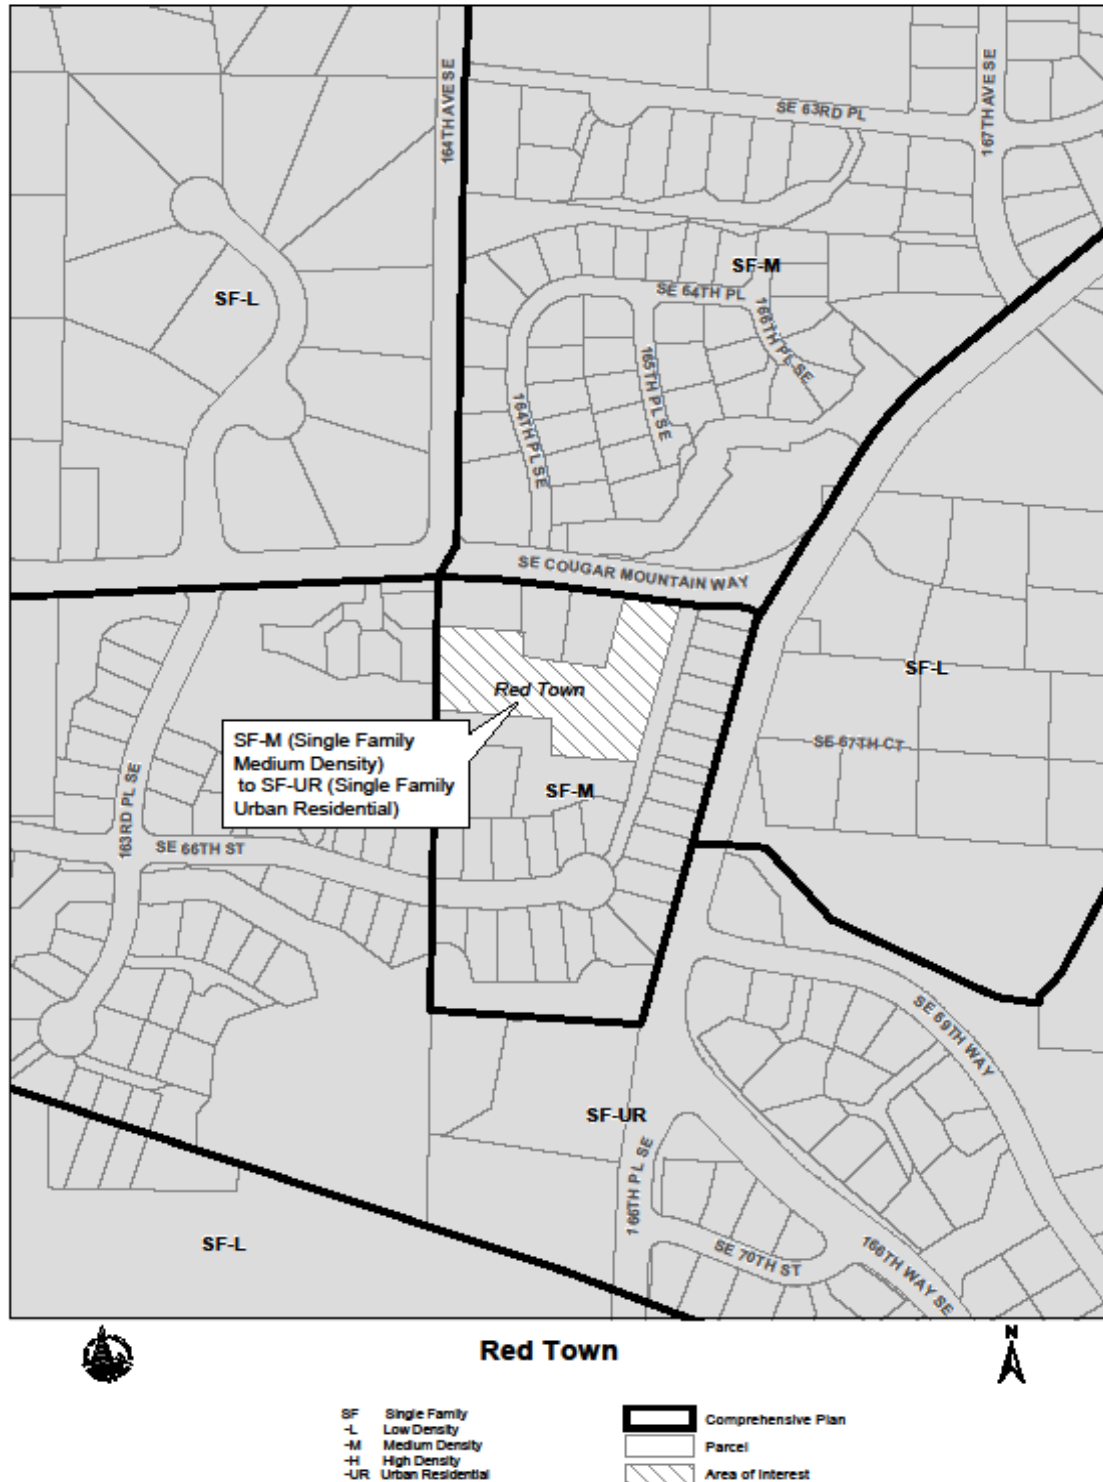 164TH AVE SE
SE 63RD PL
167TH AVE SE
SF-M
SF-L
SE 64TH PL
166TH PL SE
165TH PL SE
164TH PL SE
SE COUGAR MOUNTAIN WAY
SF-L
Red Town
SF-M (Single Family
Medium Density)
to SF-UR (Single Family
Urban Residential)
SE 67TH CT
SF-M
163RD PL SE
SE 66TH ST
SE 69TH WAY
SF-UR
166TH PL SE
SF-L
SE 70TH ST
166TH WAY SE
Red Town
N
SF Single Family
-L Low Density
-M Medium Density
-H High Density
-UR Urban Residential
Comprehensive Plan
Parcel
Area of Interest